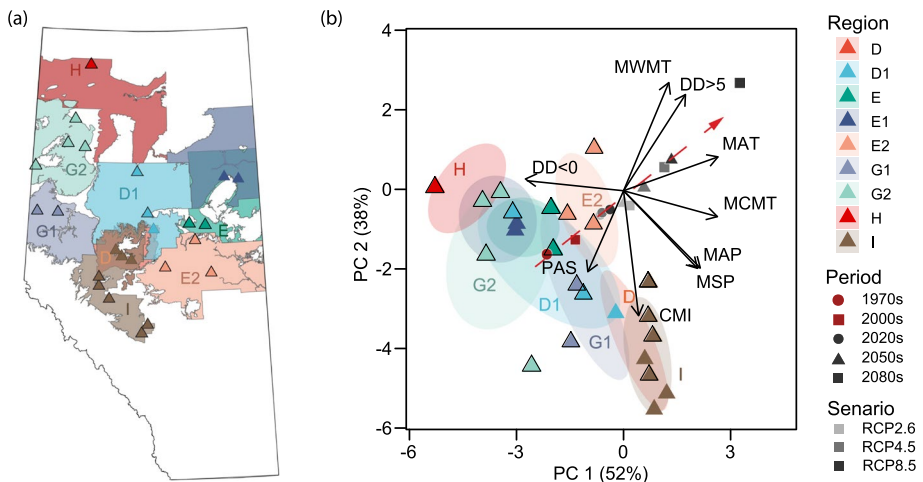 (a)
H
G2
D1
G1
D
E
E2
I
(b)
4
2
0
-2
-4
-6
PC 2 (38%)
-6
-3
0
3
PC 1 (52%)
MWMT
DD>5
MAT
DD<0
MCMT
MAP
MSP
PAS
CMI
H
E2
G2
D1
D
G1
I
Region
D
D1
E
E1
E2
G1
G2
H
I
Period
1970s
2000s
2020s
2050s
2080s
Senario
RCP2.6
RCP4.5
RCP8.5